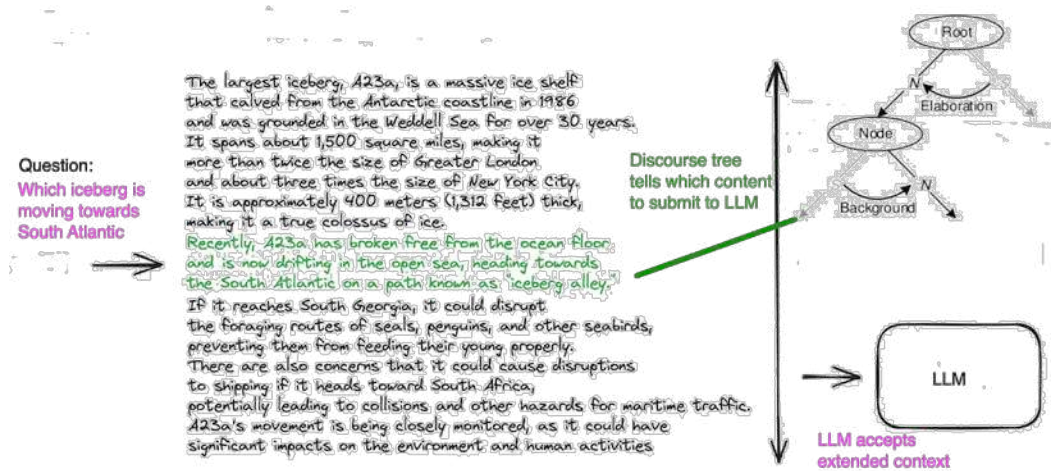 Question:
Which iceberg is
moving towards
South Atlantic
The largest iceberg, A23a, is a massive ice shelf
that calved from the Antarctic coastline in 1986
and was grounded in the Weddell Sea for over 30 years.
It spans about 1,500 square miles, making it
more than twice the size of Greater London
and about three times the size of New York City.
It is approximately 400 meters (1,312 feet) thick,
making it a true colossus of ice.
Recently, A23a has broken free from the ocean floor
and is now drifting in the open sea, heading towards
the South Atlantic on a path known as "iceberg alley."
If it reaches South Georgia, it could disrupt
the foraging routes of seals, penguins, and other seabirds,
preventing them from feeding their young properly.
There are also concerns that it could cause disruptions
to shipping if it heads toward South Africa,
potentially leading to collisions and other hazards for maritime traffic.
A23a's movement is being closely monitored, as it could have
significant impacts on the environment and human activities
Discourse tree
tells which content
to submit to LLM
Root
N
Elaboration
Node
N
Background
LLM
LLM accepts
extended context